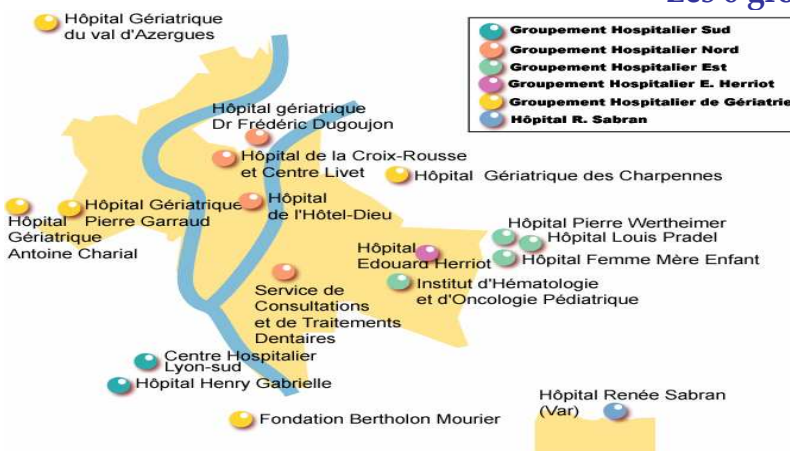 Les 6 gro
Hôpital Gériatrique
du val d'Azergues
Groupement Hospitalier Sud
Groupement Hospitalier Nord
Groupement Hospitalier Est
Groupement Hospitalier E. Herriot
Groupement Hospitalier de Gériatrie
Hôpital R. Sabran
Hôpital gériatrique
Dr Frédéric Dugoujon
Hôpital de la Croix-Rousse
et Centre Livet
Hôpital Gériatrique des Charpennes
Hôpital Gériatrique
Pierre Garraud
Hôpital
de l'Hôtel-Dieu
Hôpital
Gériatrique
Antoine Charial
Hôpital Pierre Wertheimer
Hôpital Louis Pradel
Hôpital Femme Mère Enfant
Hôpital
Edouard Herriot
Institut d'Hématologie
et d'Oncologie Pédiatrique
Service de
Consultations
et de Traitements
Dentaires
Centre Hospitalier
Lyon-sud
Hôpital Henry Gabrielle
Fondation Bertholon Mourier
Hôpital Renée Sabran
(Var)